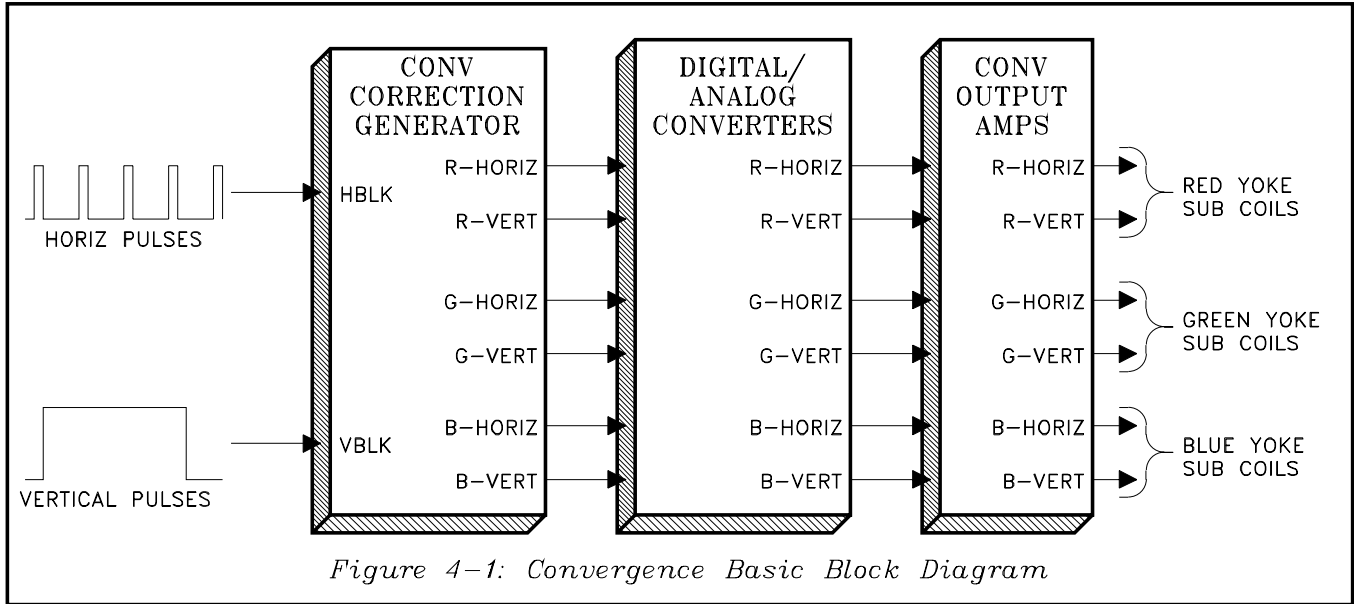 CONV
CORRECTION
GENERATOR
DIGITAL/
ANALOG
CONVERTERS
CONV
OUTPUT
AMPS
HORIZ PULSES
VERTICAL PULSES
HBLK
VBLK
R-HORIZ
R-VERT
G-HORIZ
G-VERT
B-HORIZ
B-VERT
R-HORIZ
R-VERT
G-HORIZ
G-VERT
B-HORIZ
B-VERT
R-HORIZ
R-VERT
G-HORIZ
G-VERT
B-HORIZ
B-VERT
RED YOKE
SUB COILS
GREEN YOKE
SUB COILS
BLUE YOKE
SUB COILS
Figure 4-1: Convergence Basic Block Diagram